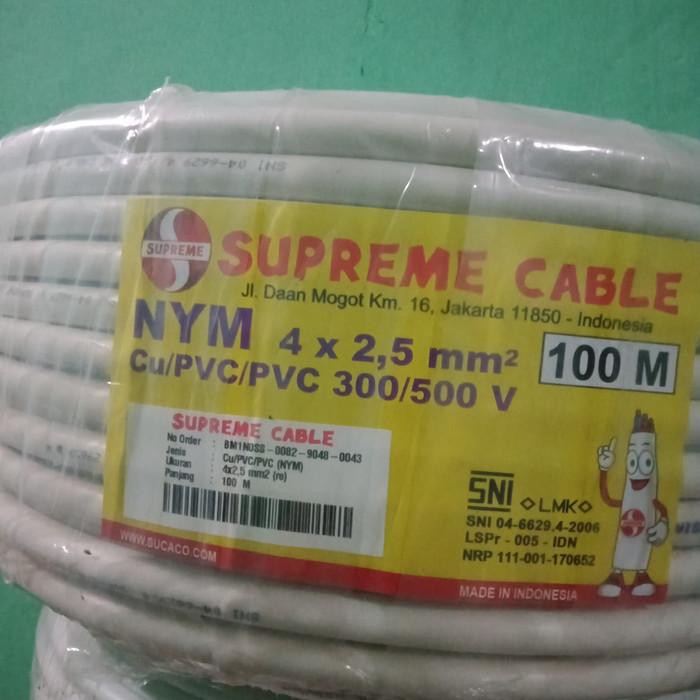 SNI 04-6629.4
SUPREME
SUPREME CABLE
Jl. Daan Mogot Km. 16, Jakarta 11850 - Indonesia
NYM 4 x 2,5 mm²
100 M
Cu/PVC/PVC 300/500 V
SUPREME CABLE
No Order : BM1N0SB-0082-9048-0043
Jenis : Cu/PVC/PVC (NYM)
Ukuran : 4x2,5 mm2 (re)
Panjang : 100 M
SNI LMK
SNI 04-6629.4-2006
LSPr - 005 - IDN
NRP 111-001-170652
WWW.SUCACO.COM
MADE IN INDONESIA